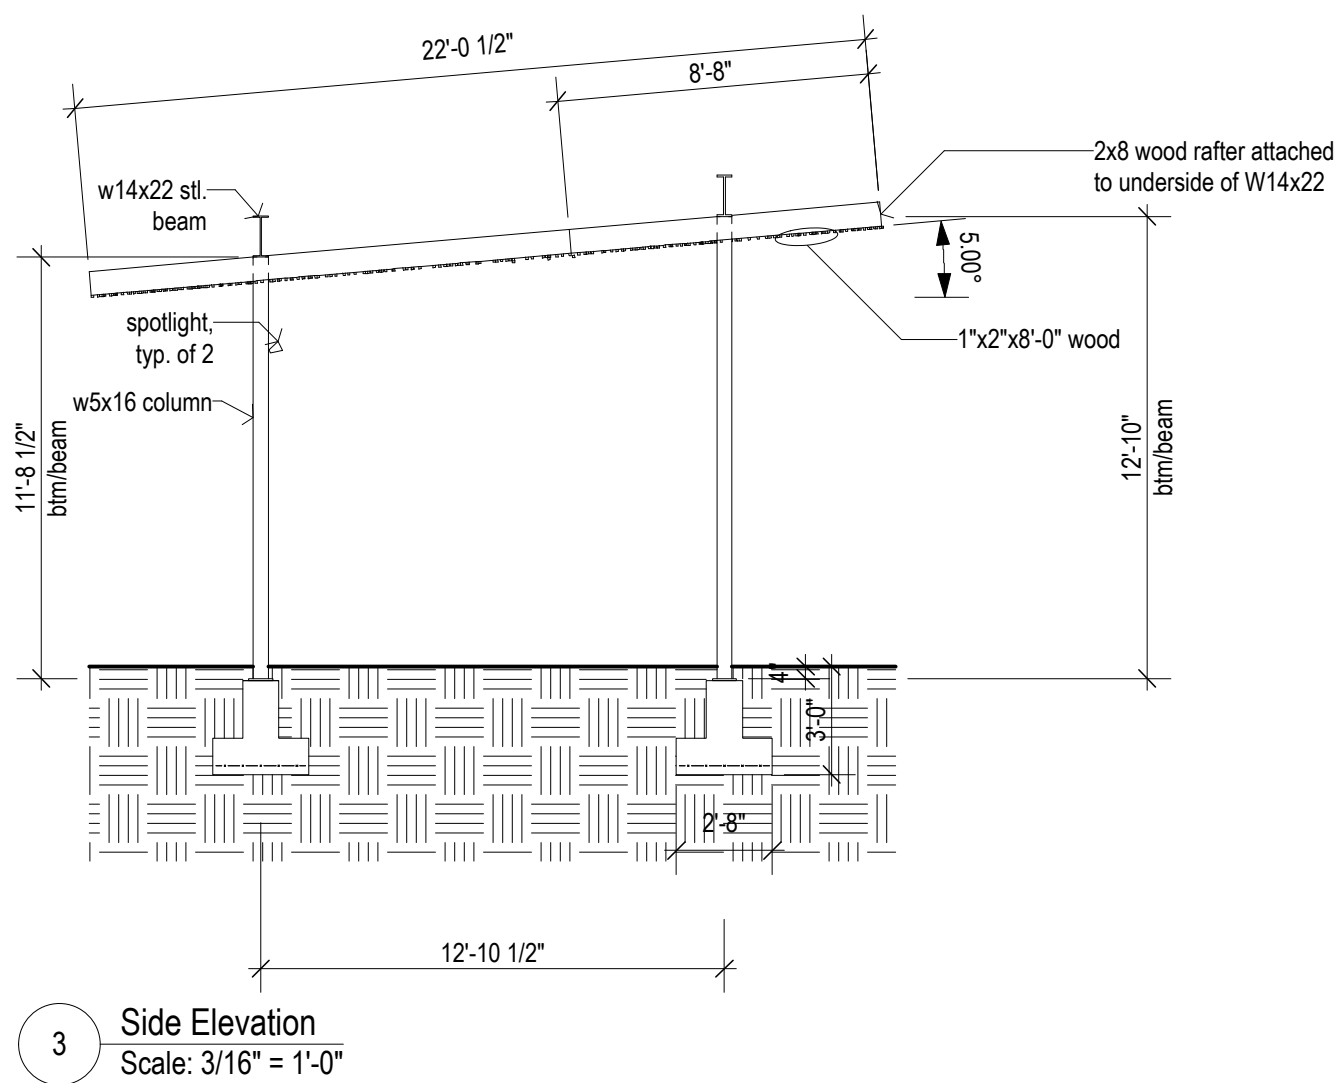 22'-0 1/2"
8'-8"
2x8 wood rafter attached
to underside of W14x22
w14x22 stl.
beam
5.00°
spotlight,
typ. of 2
1"x2"x8'-0" wood
w5x16 column
11'-8 1/2"
btm/beam
12'-10"
btm/beam
4"
3'-0"
2'-8"
12'-10 1/2"
3
Side Elevation
Scale: 3/16" = 1'-0"